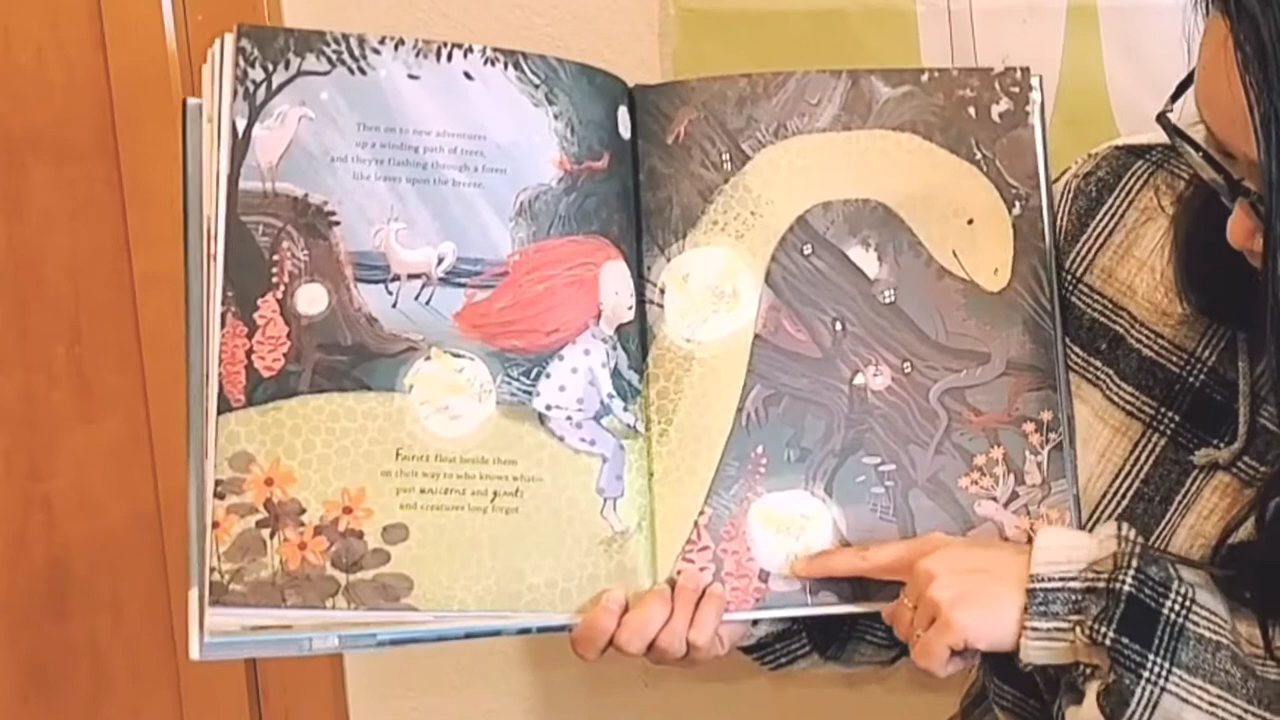 Then on to new adventures
up a winding path of trees,
and they're flashing through a forest
like leaves upon the breeze.
Fairies float beside them
on their way to who knows what—
past unicorns and giants
and creatures long forgot